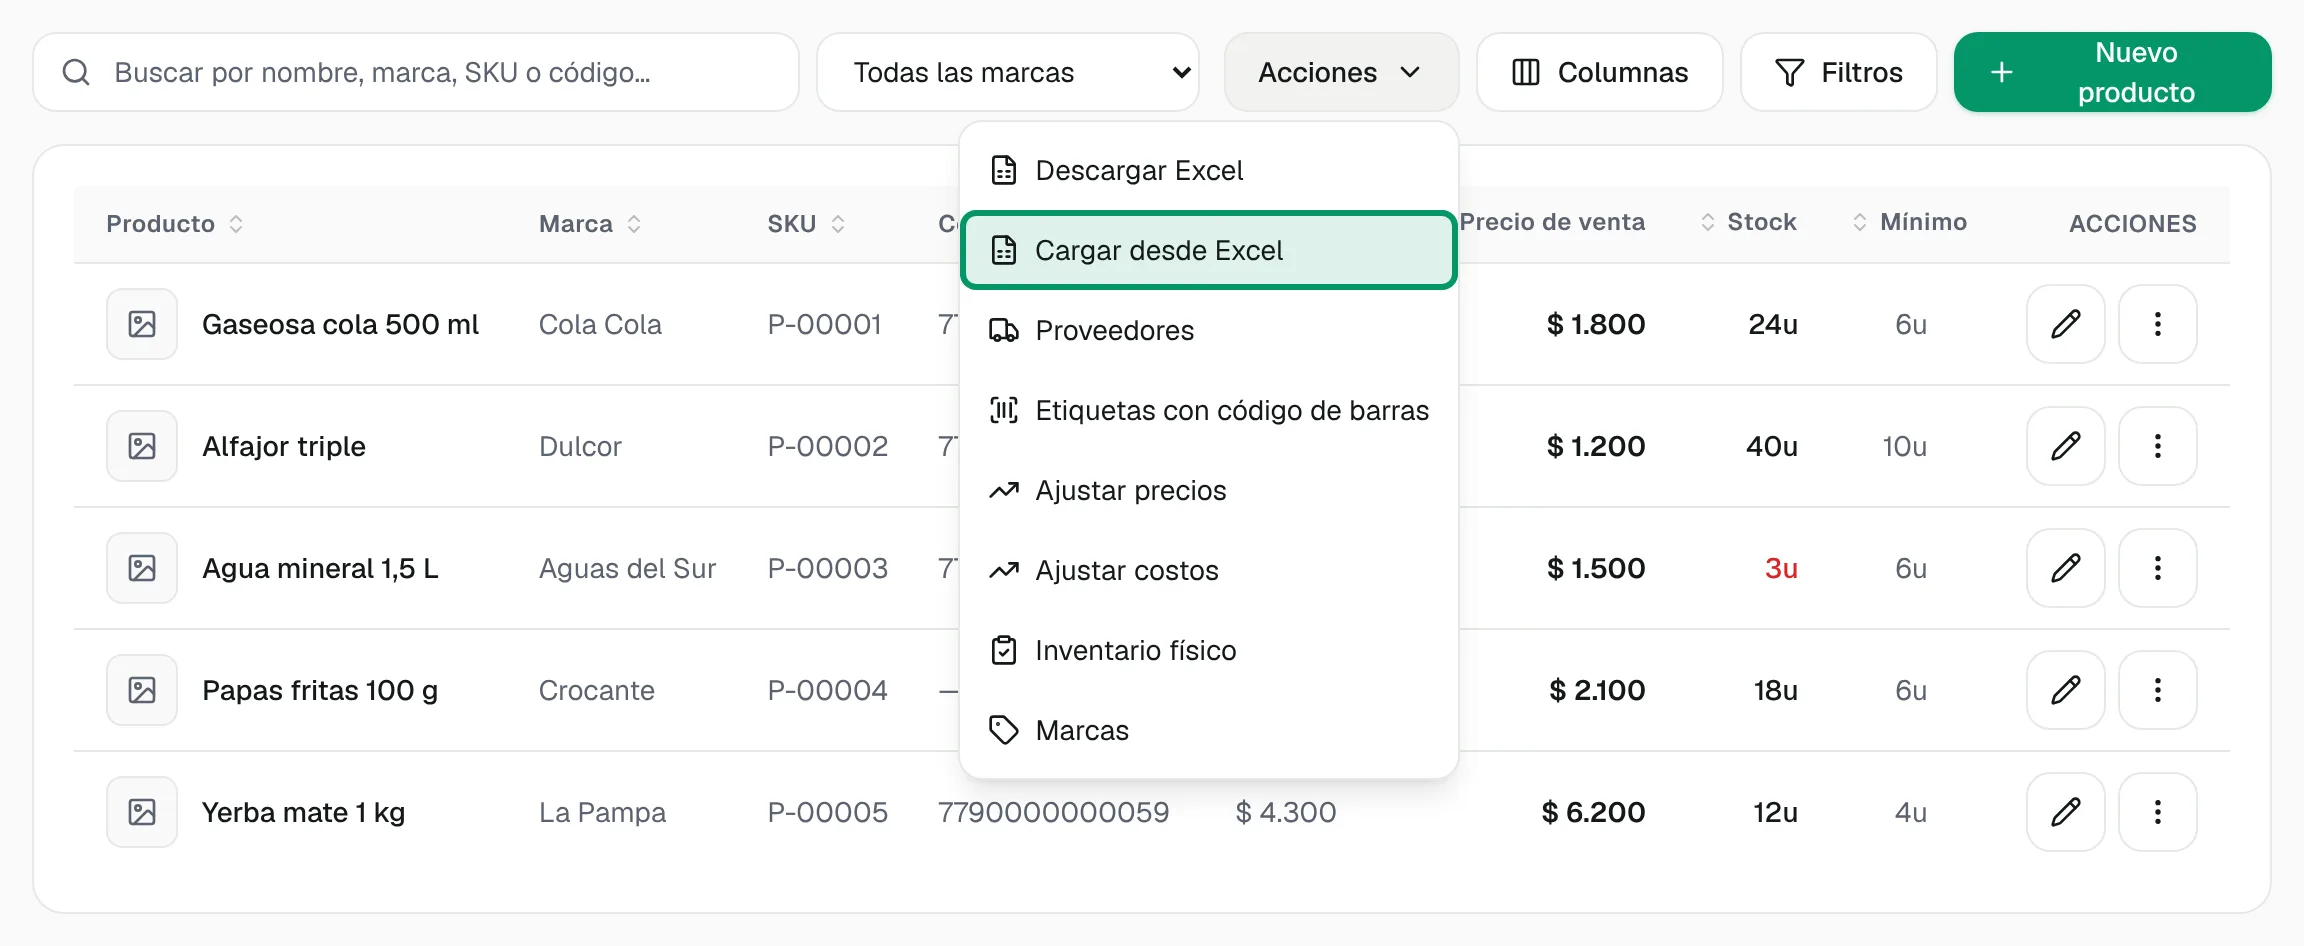 Buscar por nombre, marca, SKU o código...
Todas las marcas
Acciones
Columnas
Filtros
Nuevo
producto
Descargar Excel
Cargar desde Excel
Proveedores
Etiquetas con código de barras
Ajustar precios
Ajustar costos
Inventario físico
Marcas
Producto Marca SKU Precio de venta Stock Mínimo ACCIONES
Gaseosa cola 500 ml Cola Cola P-00001 $ 1.800 24u 6u
Alfajor triple Dulcor P-00002 $ 1.200 40u 10u
Agua mineral 1,5 L Aguas del Sur P-00003 $ 1.500 3u 6u
Papas fritas 100 g Crocante P-00004 — $ 2.100 18u 6u
Yerba mate 1 kg La Pampa P-00005 7790000000059 $ 4.300 $ 6.200 12u 4u